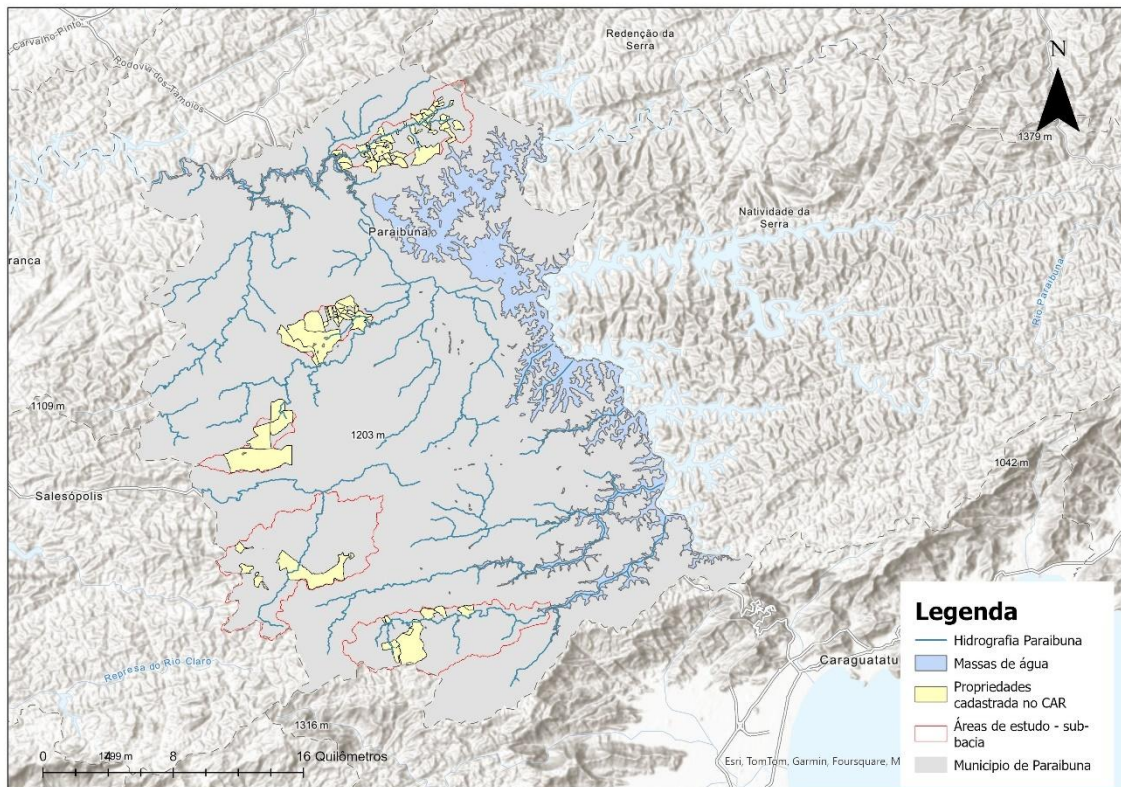 Carvalho-Pinto
Rodovia dos Tamoios
Redenção da
Serra
N
1379 m
Natividade da
Serra
Paraibuna
ranca
Rio Paraibuna
1109 m
1203 m
1042 m
Salesópolis
Represa do Rio Claro
1316 m
Caraguatatu
Legenda
Hidrografia Paraibuna
Massas de água
Propriedades
cadastrada no CAR
Áreas de estudo - sub-
bacia
Municipio de Paraibuna
0 4 8 16 Quilômetros
Esri, TomTom, Garmin, Foursquare, M